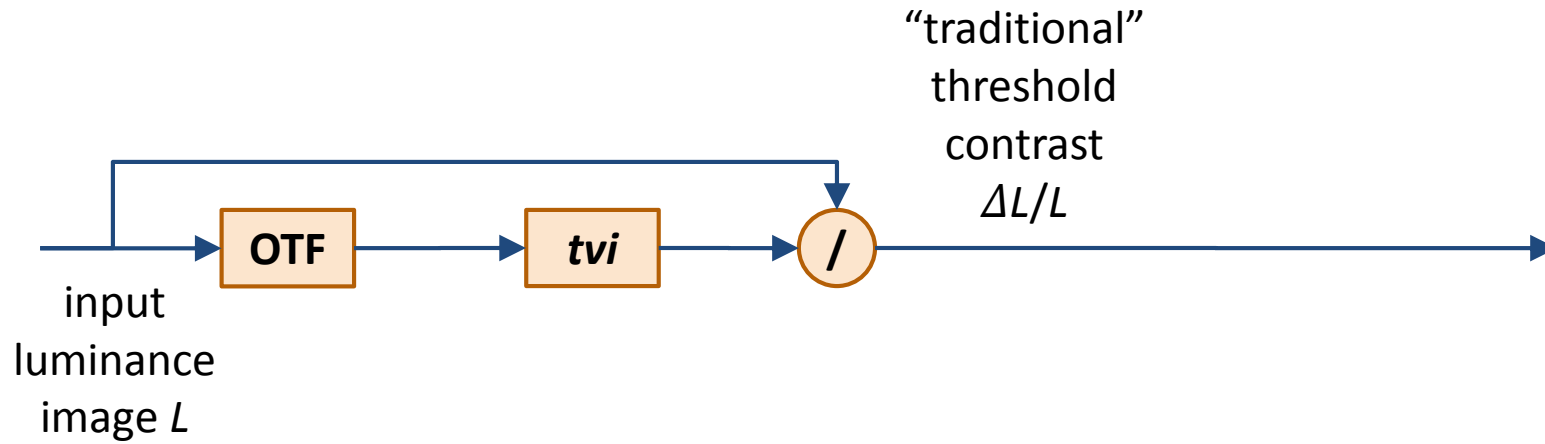 “traditional”
threshold
contrast
ΔL/L
OTF
tvi
/
input
luminance
image L